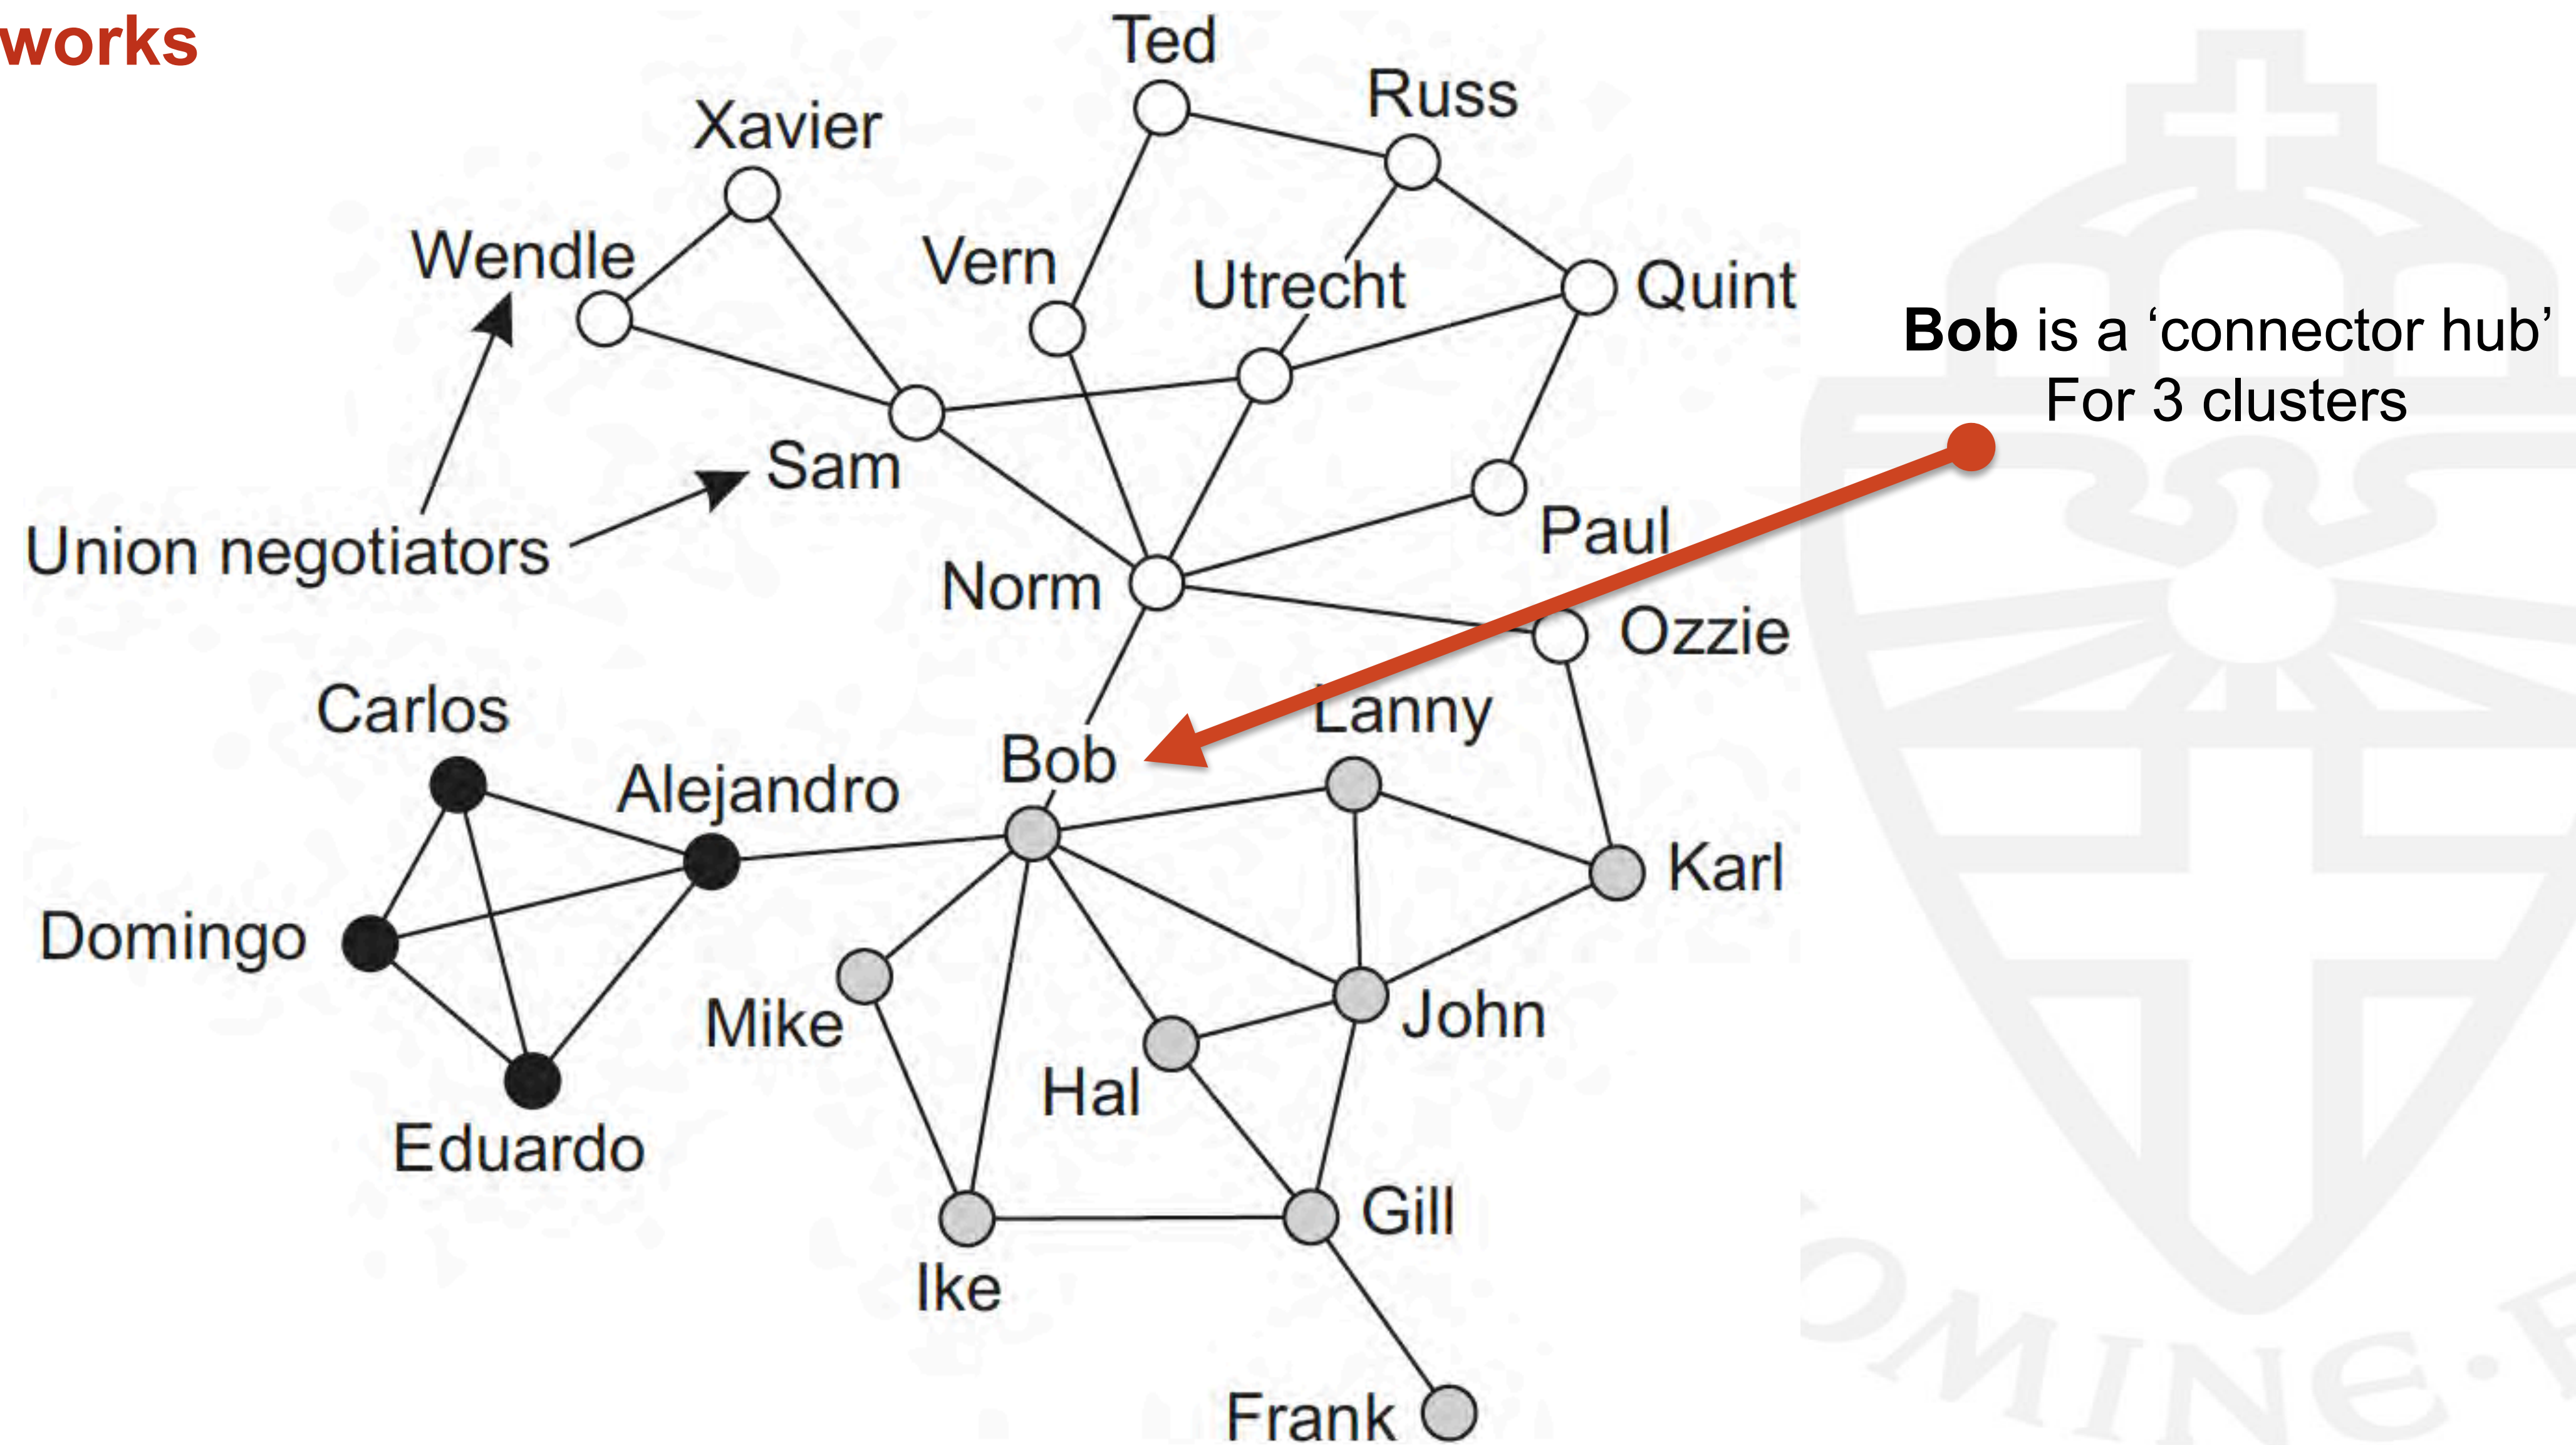 works
Ted
Russ
Xavier
Wendle
Vern
Utrecht
Quint
Bob is a ‘connector hub’
For 3 clusters
Sam
Union negotiators
Paul
Norm
Ozzie
Carlos
Lanny
Bob
Alejandro
Karl
Domingo
Mike
John
Hal
Eduardo
Gill
Ike
Frank
OMINE